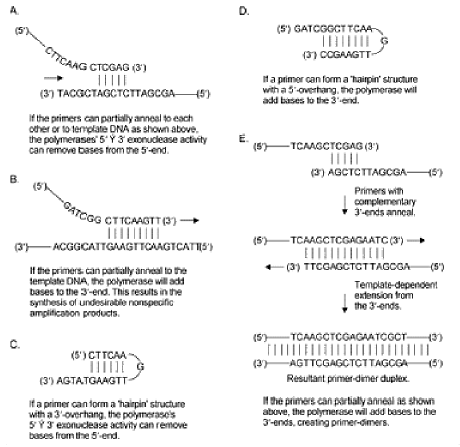 A.
(5')
CTTCAAG CTCGAG (3')
(3') TACGCTAGCTCTTAGCGA (5')
If the primers can partially anneal to each
other or to template DNA as shown above,
the polymerases' 5' Ÿ 3' exonuclease activity
can remove bases from the 5'-end.
B.
(5')
GATCGG CTTCAAGTT (3')
(3') ACGGCATTGAAGTTCAAGTCATT(5')
If the primers can partially anneal to the
template DNA, the polymerase will add
bases to the 3'-end. This results in the
synthesis of undesirable nonspecific
amplification products.
C.
(5') CTTCAA
G
(3') AGTATGAAGTT
If a primer can form a 'hairpin' structure
with a 3'-overhang, the polymerase's
5' Ÿ 3' exonuclease activity can remove
bases from the 5'-end.
D.
(5') GATCGGCTTCAA
G
(3') CCGAAGTT
If a primer can form a 'hairpin' structure
with a 5'-overhang, the polymerase will
add bases to the 3'-end.
E.
(5') TCAAGCTCGAG (3')
(3') AGCTCTTAGCGA (5')
Primers with
complementary
3'-ends anneal.
(5') TCAAGCTCGAGAATC (3')
(3') TTCGAGCTCTTAGCGA (5')
Template-dependent
extension from
the 3'-ends.
(5') TCAAGCTCGAGAATCGCT (3')
(5') AGTTCGAGCTCTTAGCGA (5')
Resultant primer-dimer duplex.
If the primers can partially anneal as shown
above, the polymerase will add bases to the
3'-ends, creating primer-dimers.